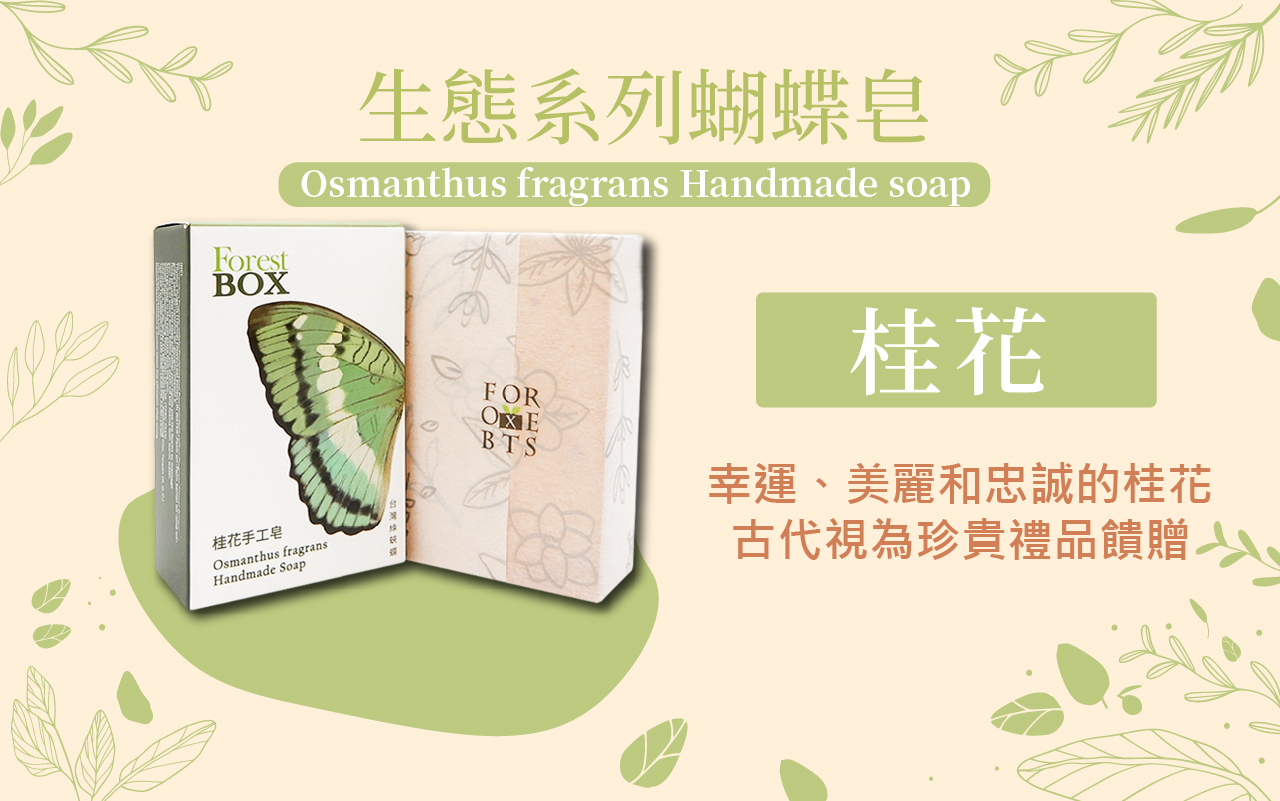 生態系列蝴蝶皂
Osmanthus fragrans Handmade soap
Forest
BOX
桂花手工皂
Osmanthus fragrans
Handmade Soap
台灣綠蛺蝶
FOR
OXE
BTS
桂花
幸運、美麗和忠誠的桂花
古代視為珍貴禮品饋贈